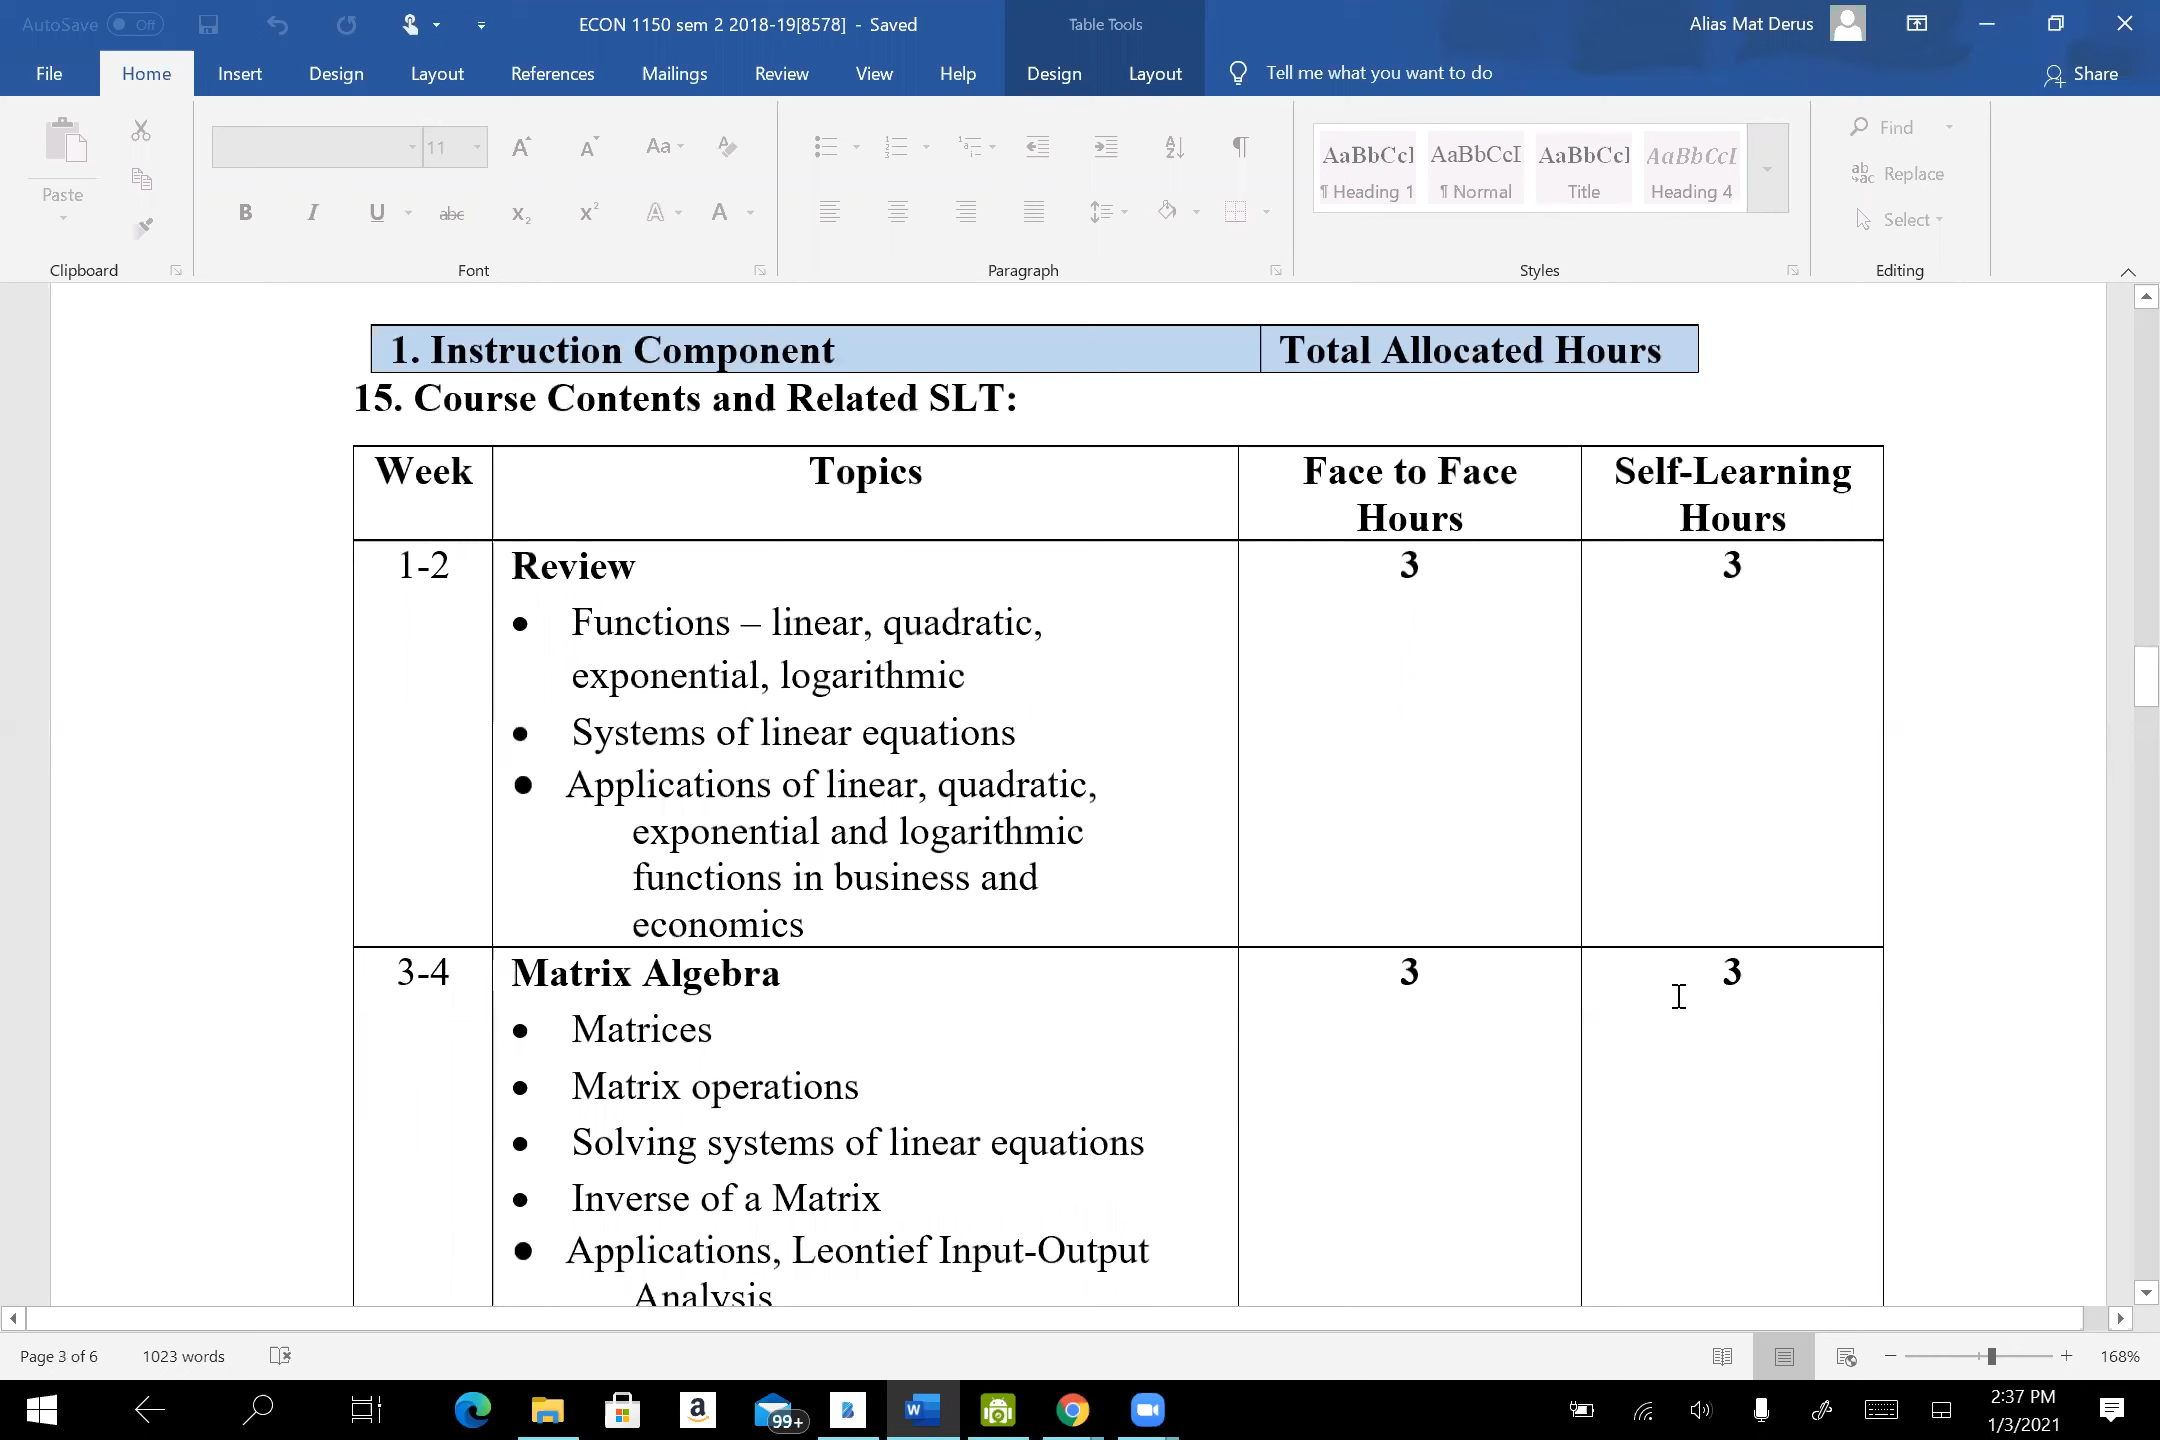 AutoSave Off
ECON 1150 sem 2 2018-19[8578] - Saved
Table Tools
Alias Mat Derus
File Home Insert Design Layout References Mailings Review View Help Design Layout Tell me what you want to do Share
Paste
11
Aa
B I U abc X₂ X² A A
AaBbCcI AaBbCcI AaBbCcI AaBbCcI
¶ Heading 1 ¶ Normal Title Heading 4
Find
Replace
Select
Clipboard Font Paragraph Styles Editing
1. Instruction Component Total Allocated Hours
15. Course Contents and Related SLT:
Week Topics Face to Face Hours Self-Learning Hours
1-2 Review 3 3
• Functions – linear, quadratic,
exponential, logarithmic
• Systems of linear equations
• Applications of linear, quadratic,
exponential and logarithmic
functions in business and
economics
3-4 Matrix Algebra 3 3
• Matrices
• Matrix operations
• Solving systems of linear equations
• Inverse of a Matrix
• Applications, Leontief Input-Output
Analysis
Page 3 of 6 1023 words 168%
99+
2:37 PM
1/3/2021